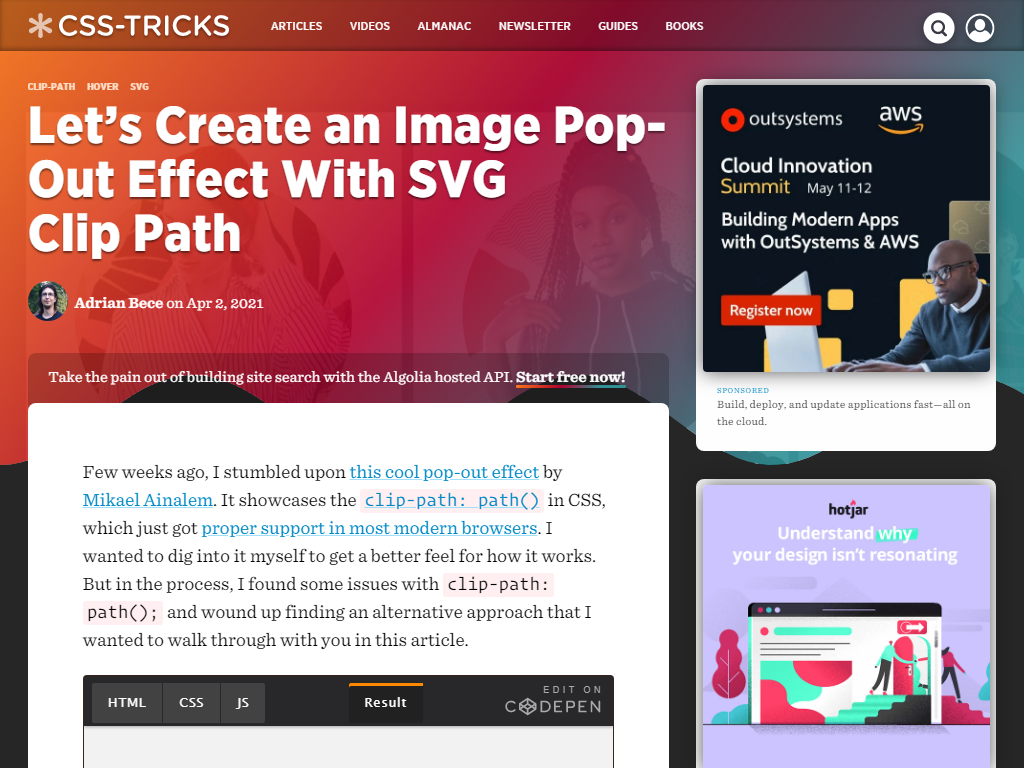 CSS-TRICKS
ARTICLES VIDEOS ALMANAC NEWSLETTER GUIDES BOOKS
CLIP-PATH HOVER SVG
Let’s Create an Image Pop-
Out Effect With SVG
Clip Path
Adrian Bece on Apr 2, 2021
Take the pain out of building site search with the Algolia hosted API. Start free now!
Few weeks ago, I stumbled upon this cool pop-out effect by
Mikael Ainalem. It showcases the clip-path: path() in CSS,
which just got proper support in most modern browsers. I
wanted to dig into it myself to get a better feel for how it works.
But in the process, I found some issues with clip-path:
path(); and wound up finding an alternative approach that I
wanted to walk through with you in this article.
HTML CSS JS Result
EDIT ON
CODEPEN
outsystems aws
Cloud Innovation
Summit May 11-12
Building Modern Apps
with OutSystems & AWS
Register now
SPONSORED
Build, deploy, and update applications fast—all on
the cloud.
hotjar
Understand why
your design isn’t resonating